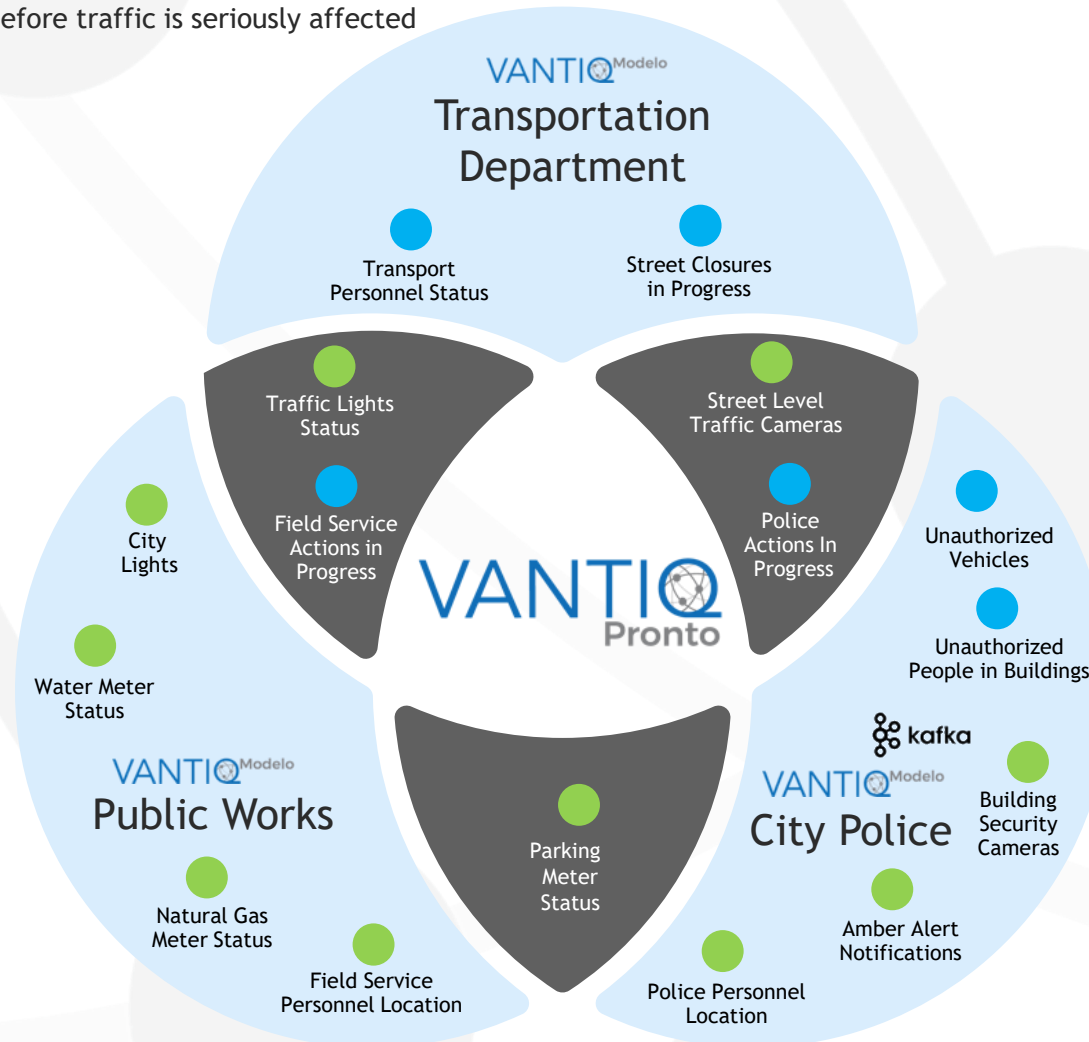 efore traffic is seriously affected
VANTIQ Modelo
Transportation
Department
Transport
Personnel Status
Street Closures
in Progress
Traffic Lights
Status
Street Level
Traffic Cameras
Field Service
Actions in
Progress
Police
Actions In
Progress
City
Lights
Unauthorized
Vehicles
VANTIQ
Pronto
Unauthorized
People in Buildings
Water Meter
Status
kafka
VANTIQ Modelo
Public Works
VANTIQ Modelo
City Police
Building
Security
Cameras
Parking
Meter
Status
Natural Gas
Meter Status
Amber Alert
Notifications
Field Service
Personnel Location
Police Personnel
Location